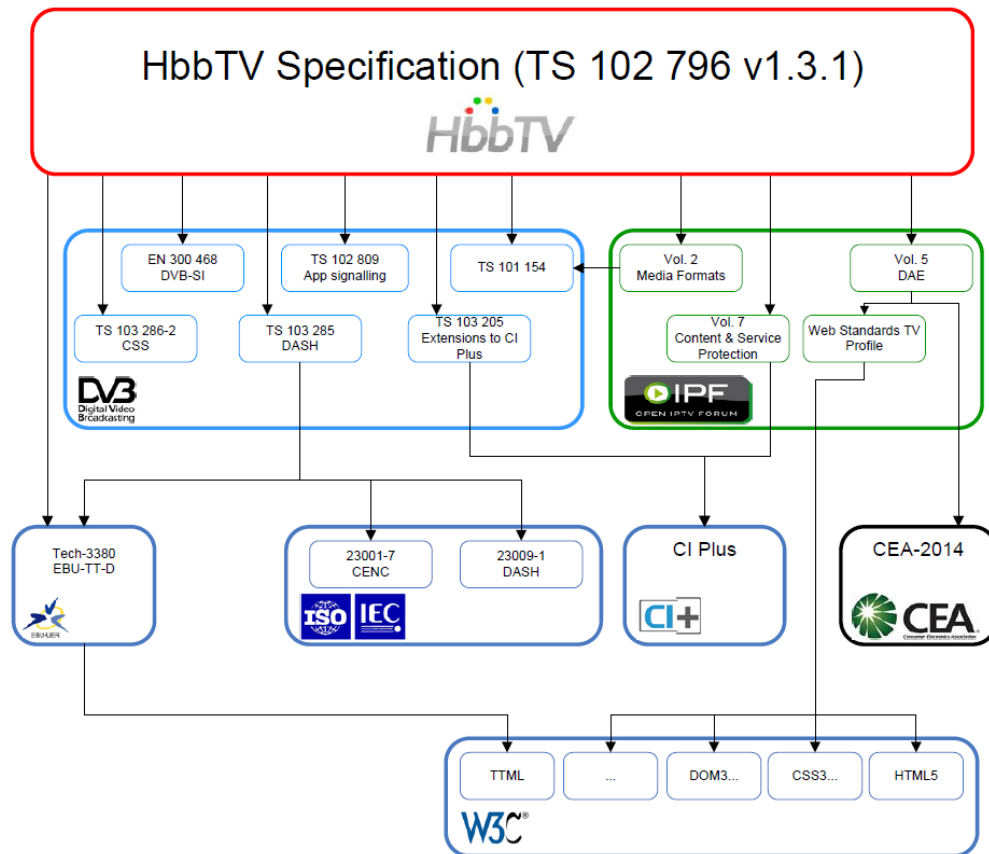 HbbTV Specification (TS 102 796 v1.3.1)
HbbTV
EN 300 468
DVB-SI
TS 102 809
App signalling
TS 101 154
Vol. 2
Media Formats
Vol. 5
DAE
TS 103 286-2
CSS
TS 103 285
DASH
TS 103 205
Extensions to CI
Plus
Vol. 7
Content & Service
Protection
Web Standards TV
Profile
DVB
Digital Video
Broadcasting
OIPF
OPEN IPTV FORUM
Tech-3380
EBU-TT-D
23001-7
CENC
23009-1
DASH
CI Plus
CEA-2014
EBU·UER
ISO
IEC.
CI+
CEA
Consumer Electronics Association
TTML
...
DOM3...
CSS3...
HTML5
W3C®